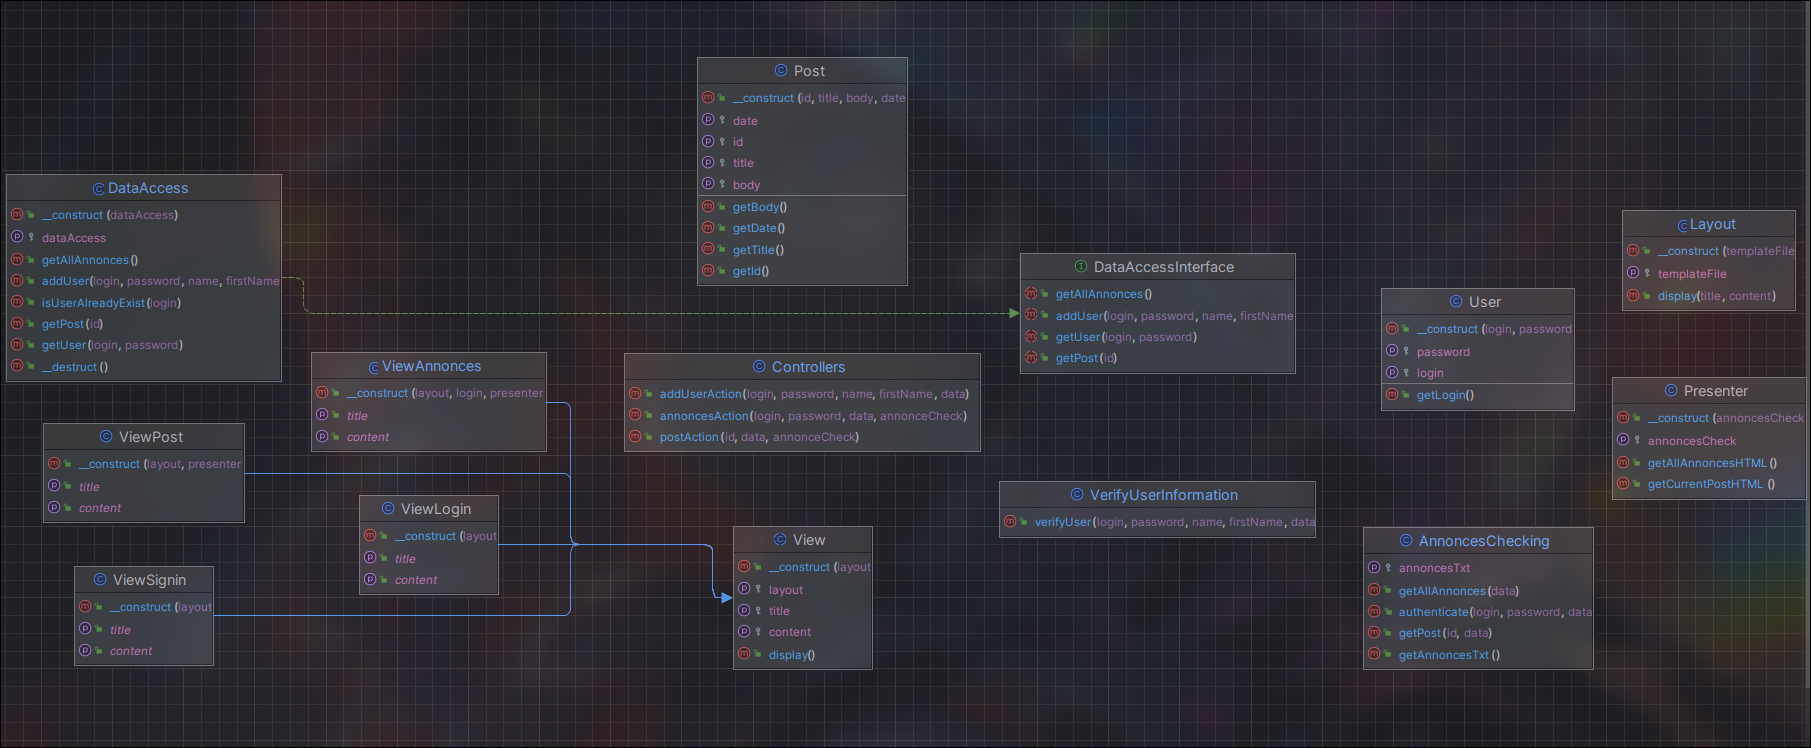 Post
__construct (id, title, body, date
date
id
title
body
getBody()
getDate()
getTitle()
getId()
DataAccess
__construct (dataAccess)
dataAccess
getAllAnnonces()
addUser(login, password, name, firstName
isUserAlreadyExist(login)
getPost(id)
getUser(login, password)
__destruct()
Layout
__construct (templateFile
templateFile
display(title, content)
DataAccessInterface
getAllAnnonces()
addUser(login, password, name, firstName
getUser(login, password)
getPost(id)
User
__construct (login, password
password
login
getLogin()
ViewAnnonces
__construct (layout, login, presenter
title
content
Controllers
addUserAction(login, password, name, firstName, data)
annoncesAction(login, password, data, annonceCheck)
postAction(id, data, annonceCheck)
Presenter
__construct (annoncesCheck
annoncesCheck
getAllAnnoncesHTML()
getCurrentPostHTML ()
ViewPost
__construct (layout, presenter
title
content
ViewLogin
__construct (layout
title
content
VerifyUserInformation
verifyUser(login, password, name, firstName, data
View
__construct (layout
layout
title
content
display()
AnnoncesChecking
annoncesTxt
getAllAnnonces(data)
authenticate(login, password, data
getPost(id, data)
getAnnoncesTxt()
ViewSignin
__construct (layout
title
content